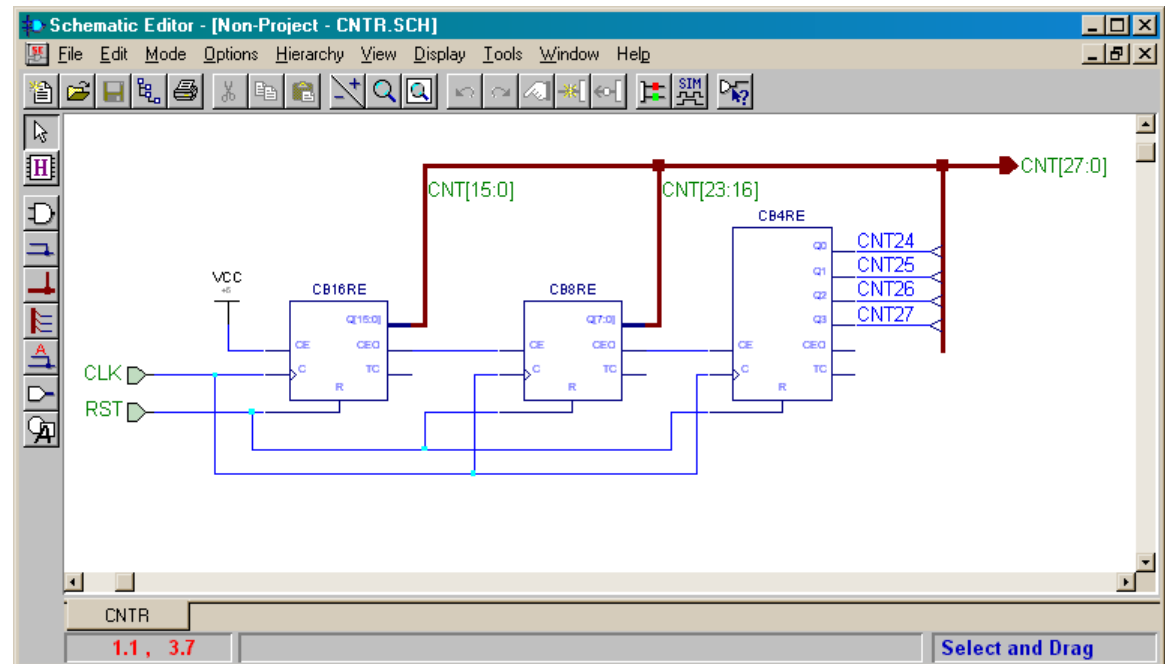 Schematic Editor - [Non-Project - CNTR.SCH]
File Edit Mode Options Hierarchy View Display Tools Window Help
SIM
H
A
A
CNT[27:0]
CNT[15:0]
CNT[23:16]
CB4RE
Q0
CNT24
Q1
CNT25
Q2
CNT26
Q3
CNT27
VCC
+5
CB16RE
CB8RE
Q[15:0]
Q[7:0]
CE
CEO
CE
CEO
CE
CEO
CLK
C
TC
C
TC
C
TC
R
R
R
RST
CNTR
1.1 , 3.7
Select and Drag